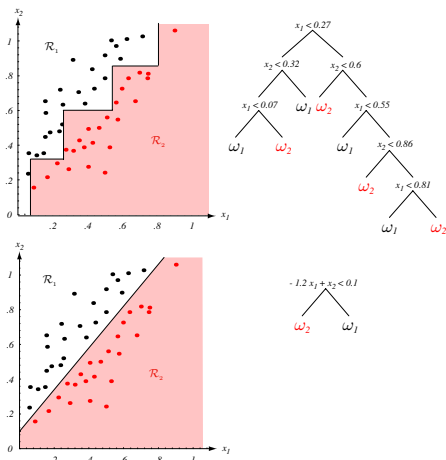 x₂
1
.8
.6
.4
.2
0
R₁
R₂
.2 .4 .6 .8 1
x₁
x₁ < 0.27
x₂ < 0.32 x₂ < 0.6
x₁ < 0.07 ω₁ ω₂ x₁ < 0.55
ω₁ ω₂ ω₁ x₂ < 0.86
ω₂ x₁ < 0.81
ω₁ ω₂
x₂
1
.8
.6
.4
.2
0
R₁
R₂
.2 .4 .6 .8 1
x₁
- 1.2 x₁ + x₂ < 0.1
ω₂ ω₁